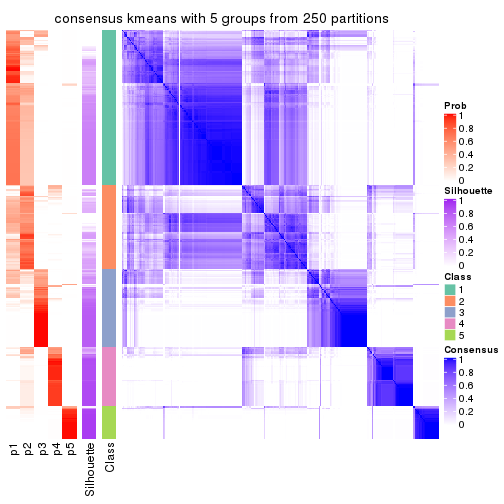 consensus kmeans with 5 groups from 250 partitions
Prob
1
0.8
0.6
0.4
0.2
0
Silhouette
1
0.8
0.6
0.4
0.2
0
Class
1
2
3
4
5
Consensus
1
0.8
0.6
0.4
0.2
0
p1
p2
p3
p4
p5
Silhouette
Class